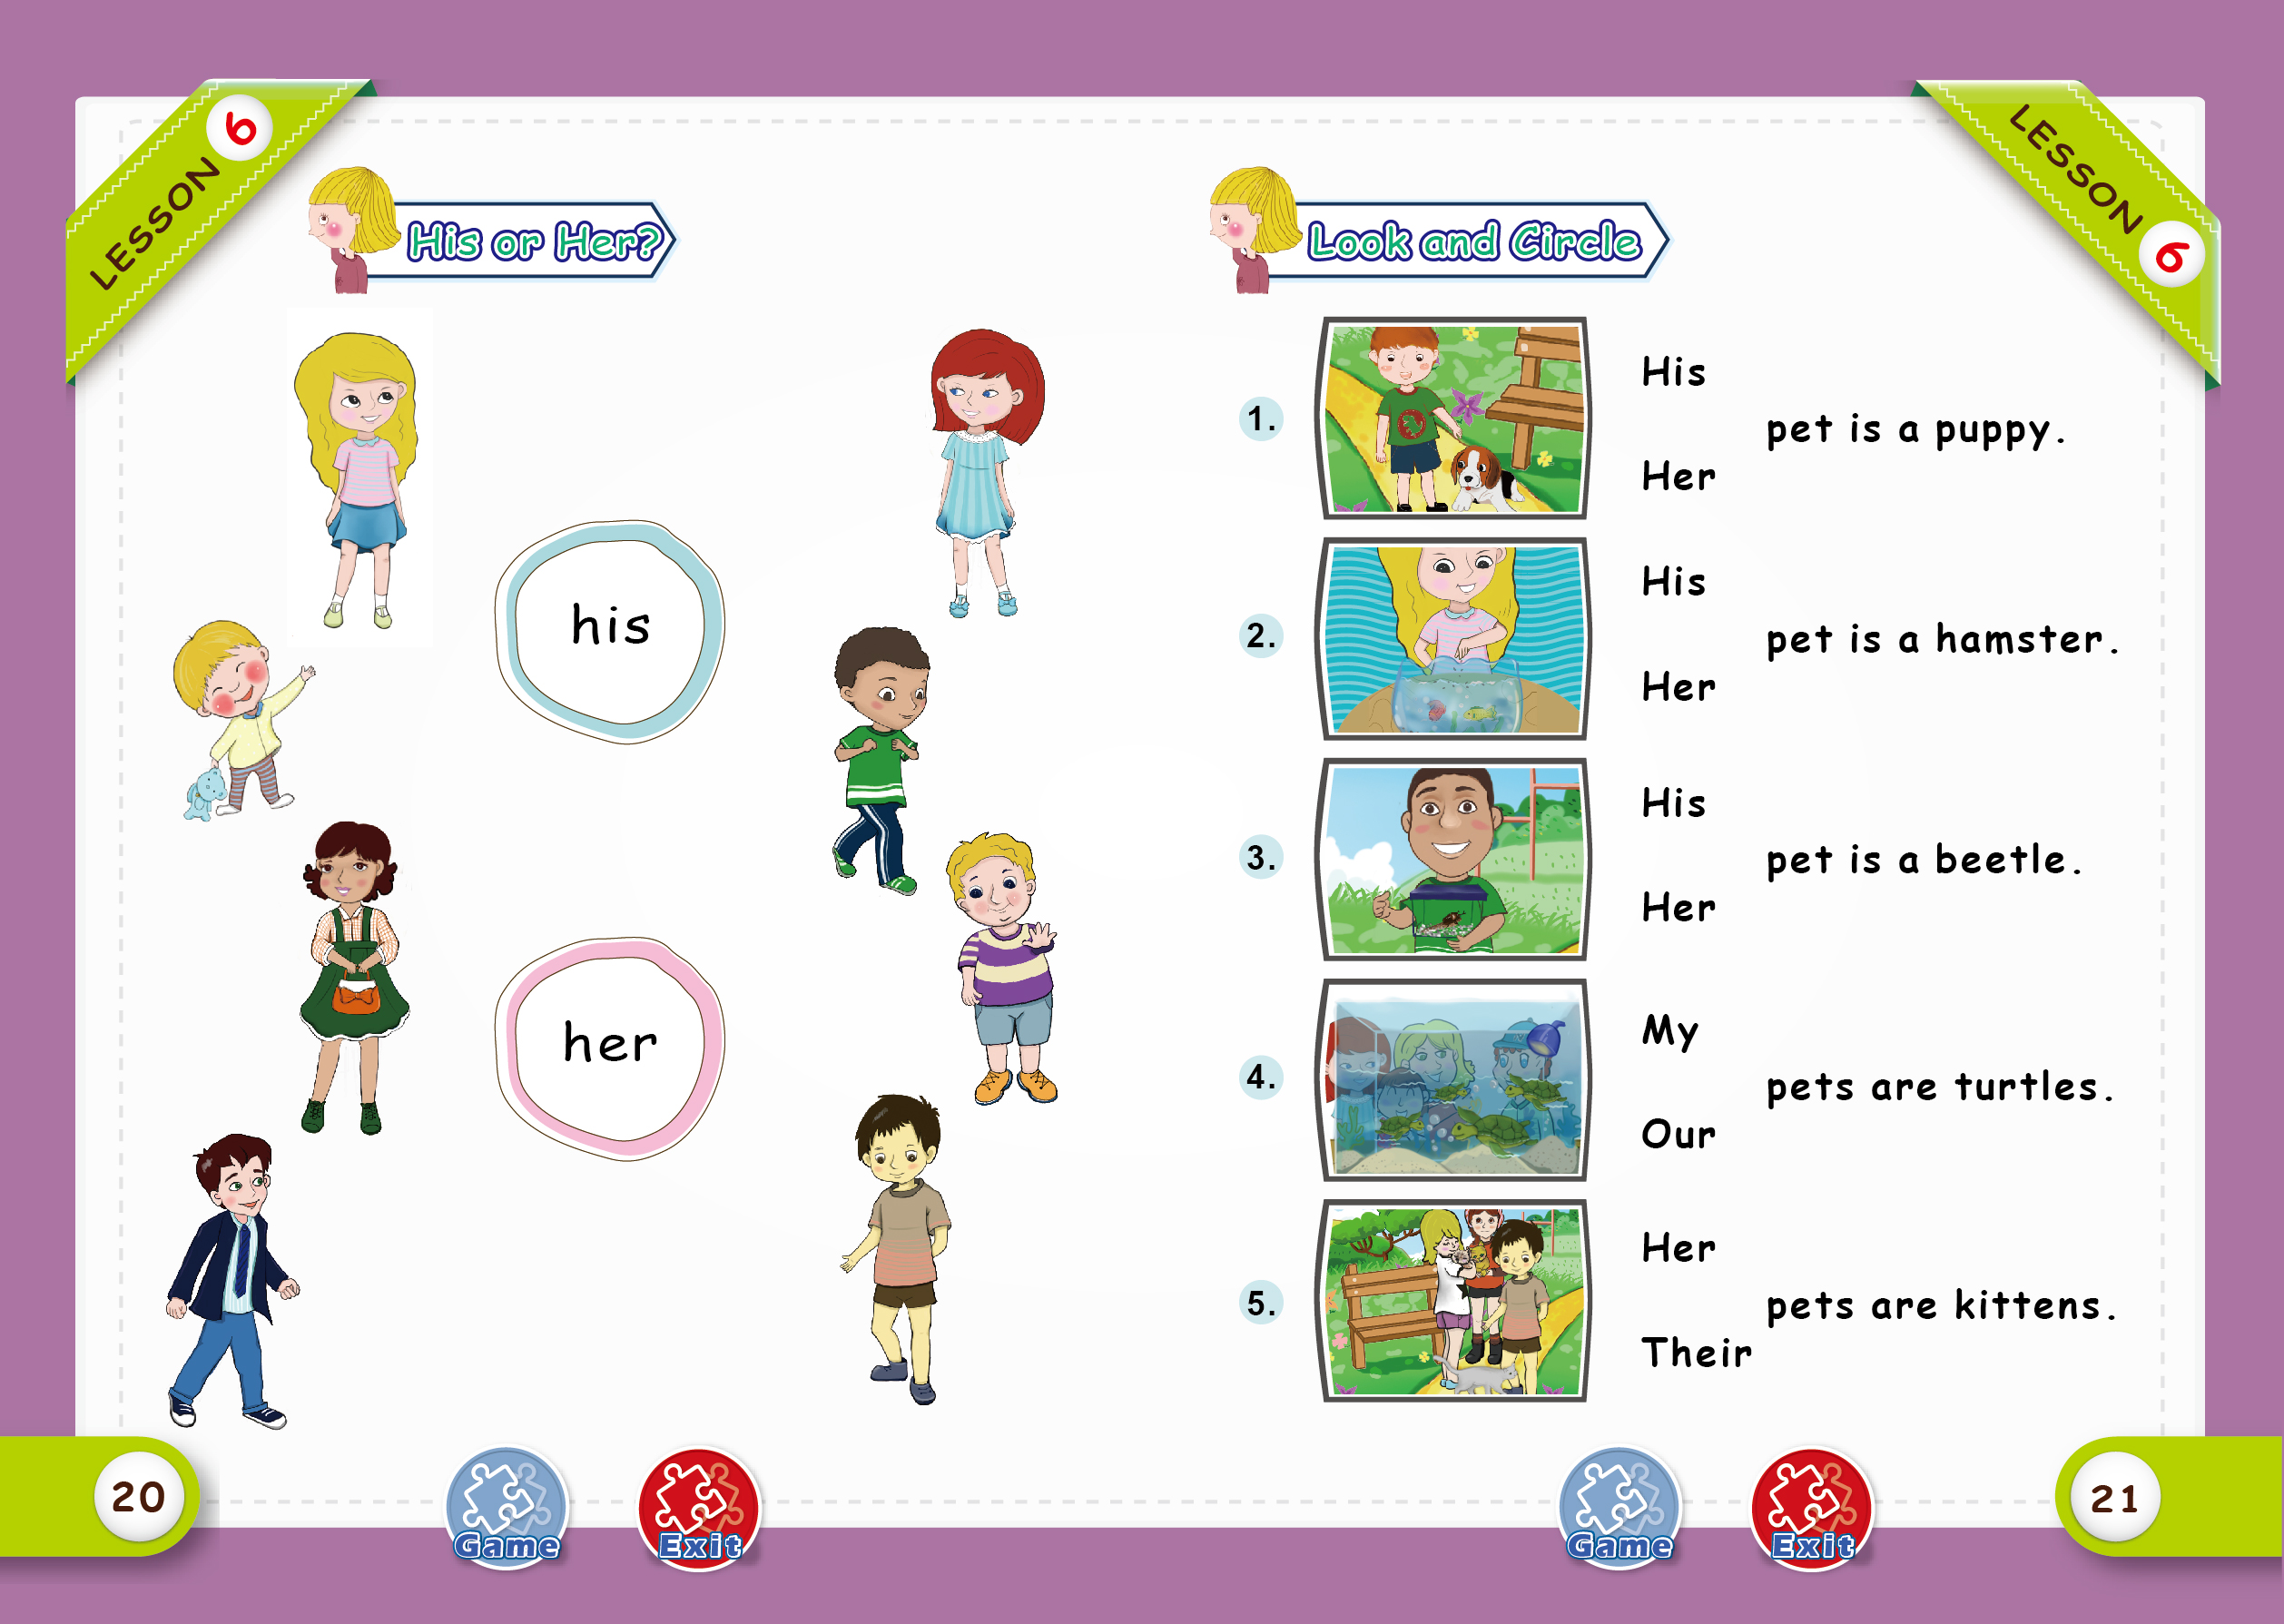 LESSON 6
His or Her?
his
her
20
Game
Exit
LESSON 6
Look and Circle
1.
His
Her
pet is a puppy.
2.
His
Her
pet is a hamster.
3.
His
Her
pet is a beetle.
4.
My
Our
pets are turtles.
5.
Her
Their
pets are kittens.
Game
Exit
21